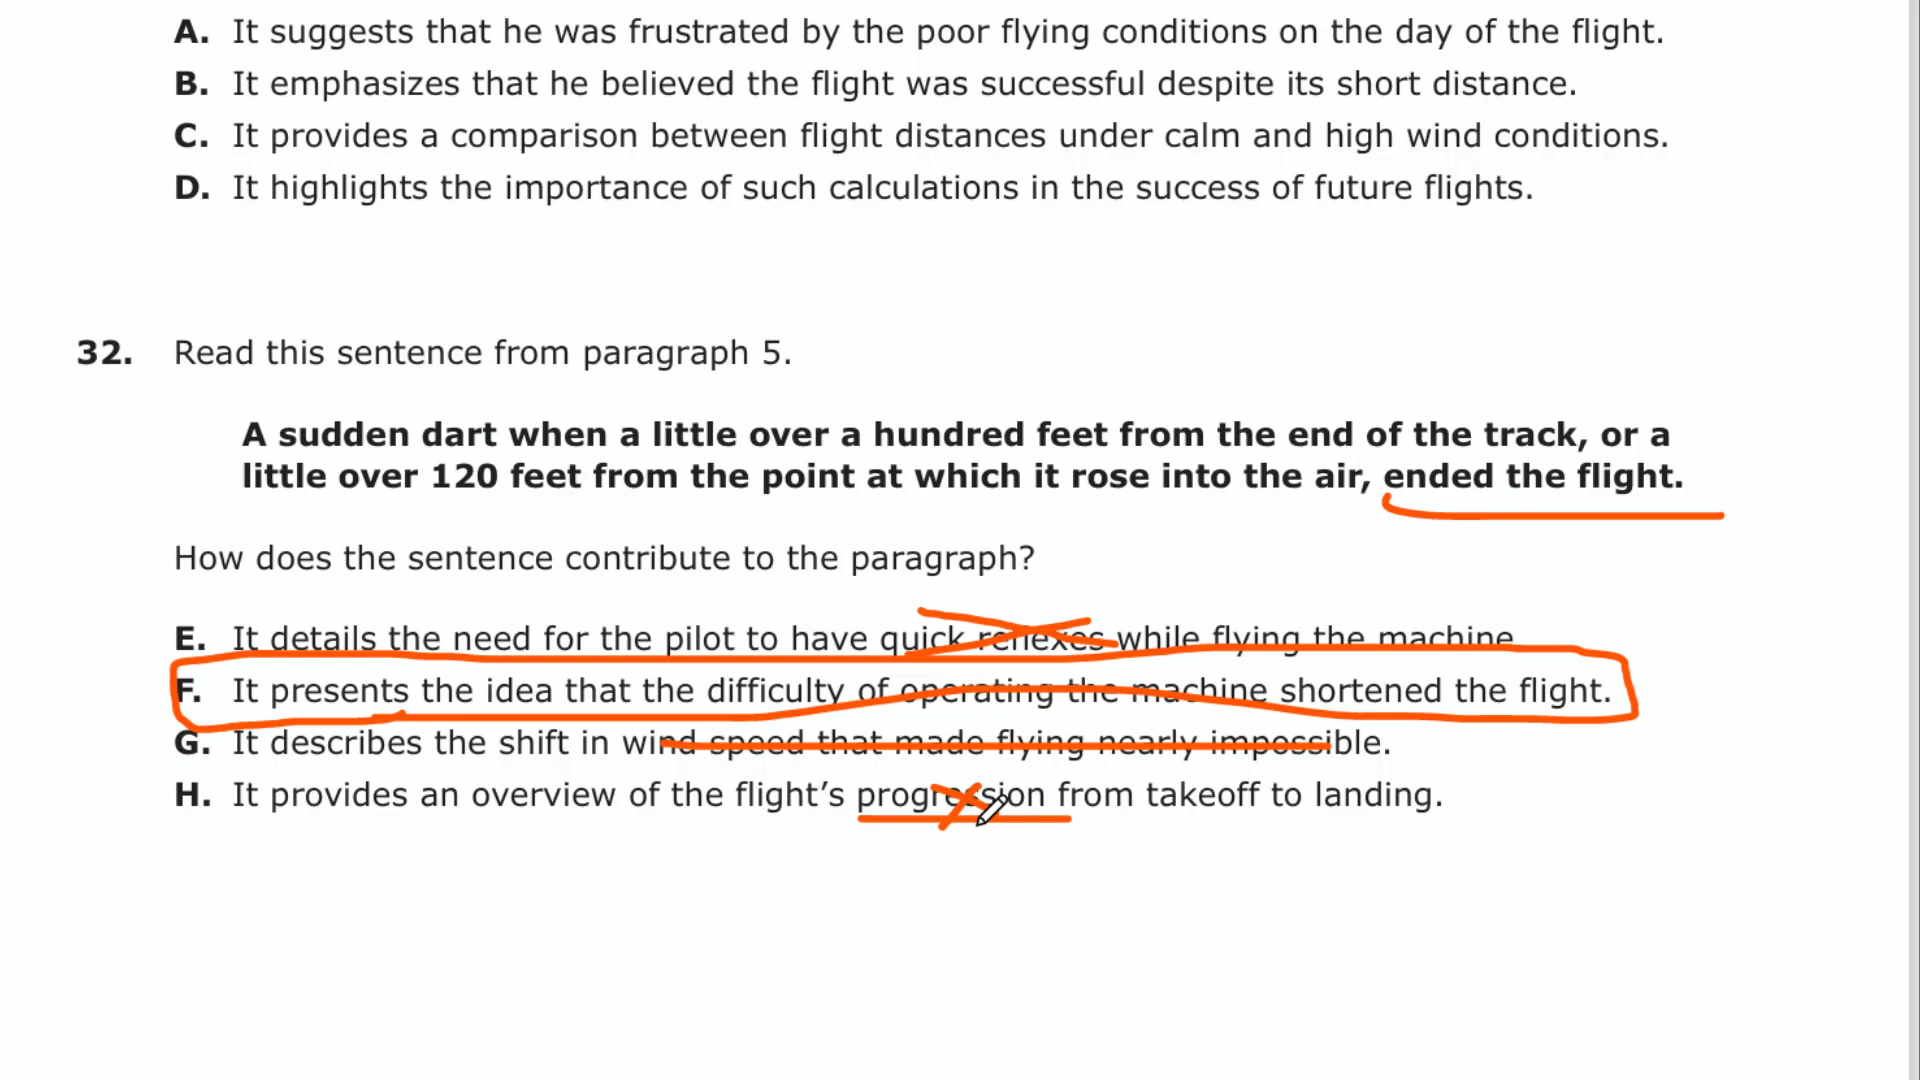 A. It suggests that he was frustrated by the poor flying conditions on the day of the flight.
B. It emphasizes that he believed the flight was successful despite its short distance.
C. It provides a comparison between flight distances under calm and high wind conditions.
D. It highlights the importance of such calculations in the success of future flights.
32. Read this sentence from paragraph 5.
A sudden dart when a little over a hundred feet from the end of the track, or a
little over 120 feet from the point at which it rose into the air, ended the flight.
How does the sentence contribute to the paragraph?
E. It details the need for the pilot to have quick reflexes while flying the machine.
F. It presents the idea that the difficulty of operating the machine shortened the flight.
G. It describes the shift in wind speed that made flying nearly impossible.
H. It provides an overview of the flight's progression from takeoff to landing.